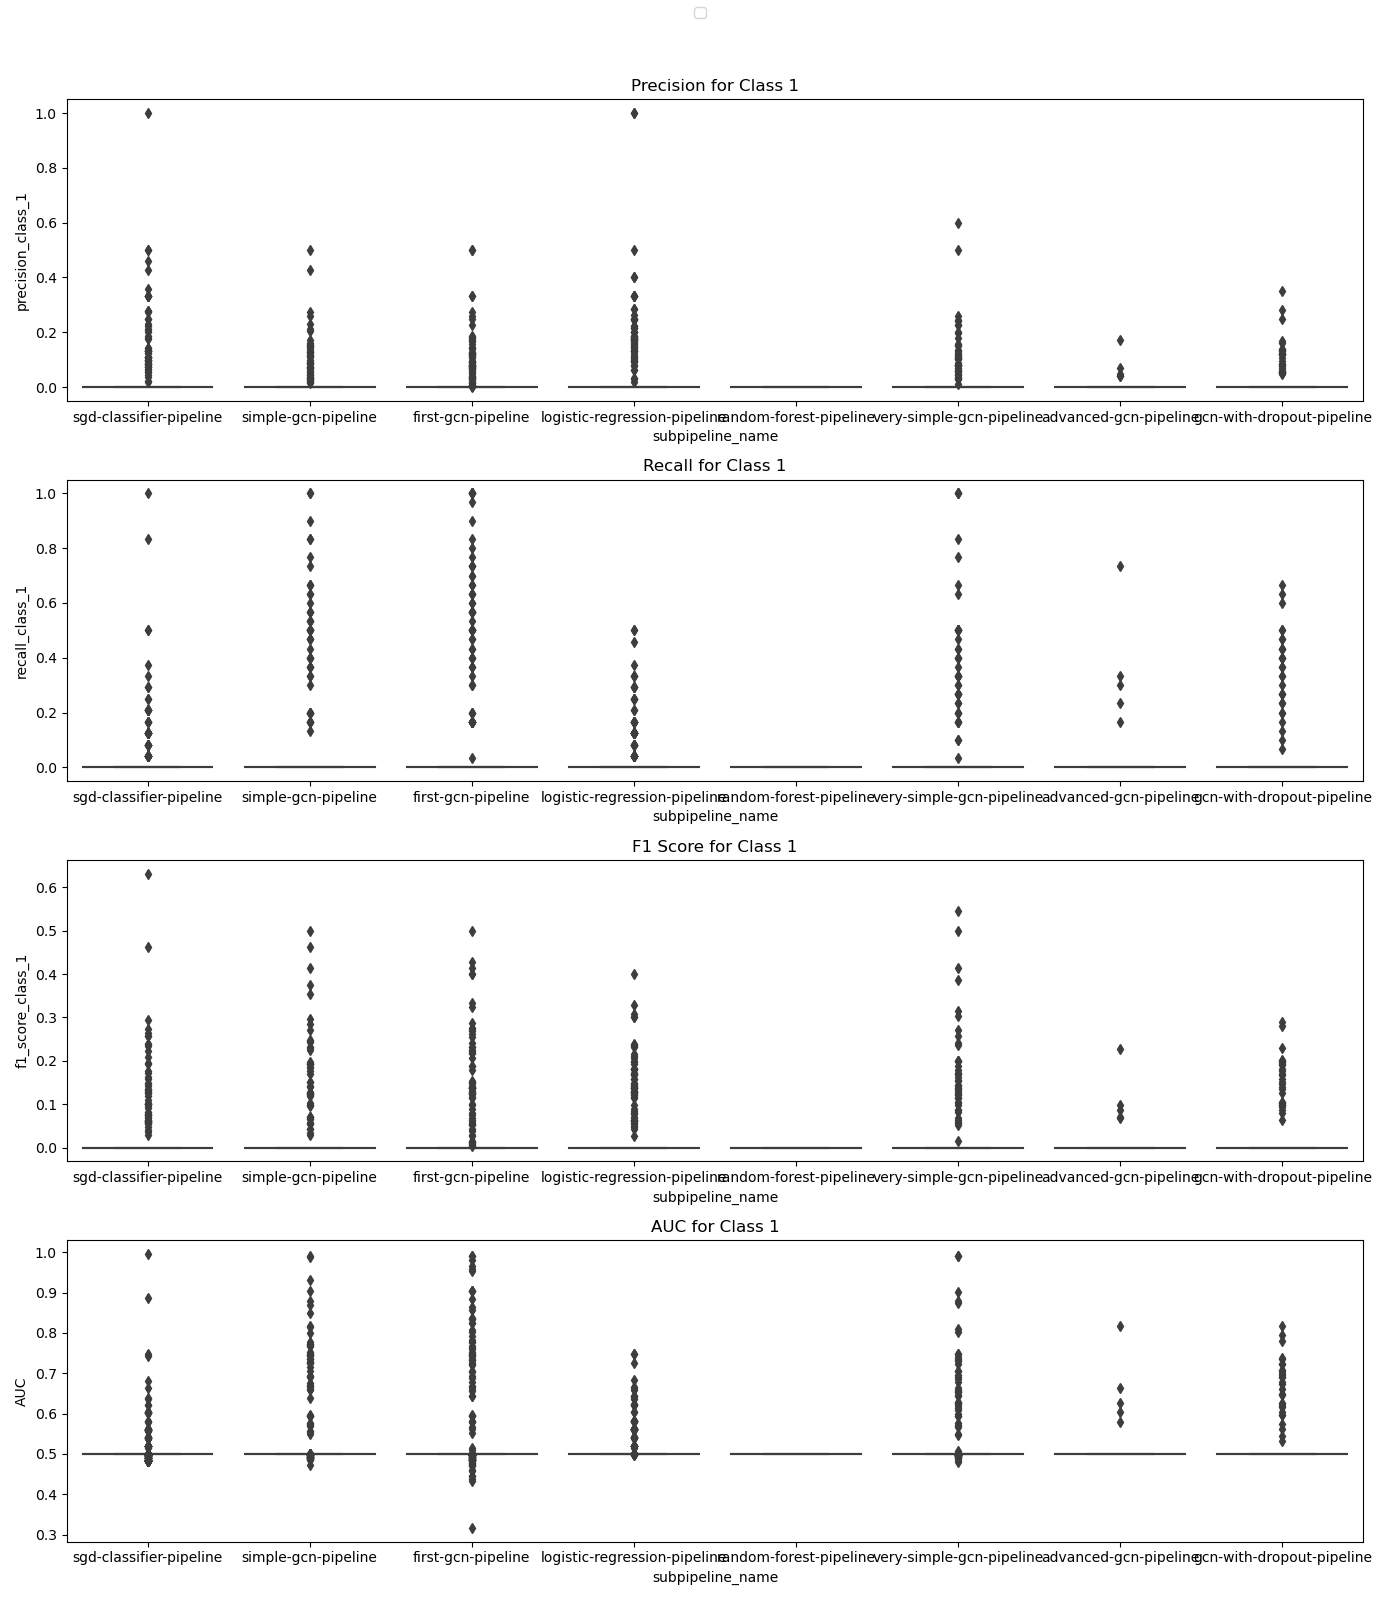 Precision for Class 1
1.0
0.8
0.6
0.4
0.2
0.0
precision_class_1
sgd-classifier-pipeline simple-gcn-pipeline first-gcn-pipeline logistic-regression-pipeline random-forest-pipeline very-simple-gcn-pipeline advanced-gcn-pipeline gcn-with-dropout-pipeline
subpipeline_name
Recall for Class 1
1.0
0.8
0.6
0.4
0.2
0.0
recall_class_1
sgd-classifier-pipeline simple-gcn-pipeline first-gcn-pipeline logistic-regression-pipeline random-forest-pipeline very-simple-gcn-pipeline advanced-gcn-pipeline gcn-with-dropout-pipeline
subpipeline_name
F1 Score for Class 1
0.6
0.5
0.4
0.3
0.2
0.1
0.0
f1_score_class_1
sgd-classifier-pipeline simple-gcn-pipeline first-gcn-pipeline logistic-regression-pipeline random-forest-pipeline very-simple-gcn-pipeline advanced-gcn-pipeline gcn-with-dropout-pipeline
subpipeline_name
AUC for Class 1
1.0
0.9
0.8
0.7
0.6
0.5
0.4
0.3
AUC
sgd-classifier-pipeline simple-gcn-pipeline first-gcn-pipeline logistic-regression-pipeline random-forest-pipeline very-simple-gcn-pipeline advanced-gcn-pipeline gcn-with-dropout-pipeline
subpipeline_name